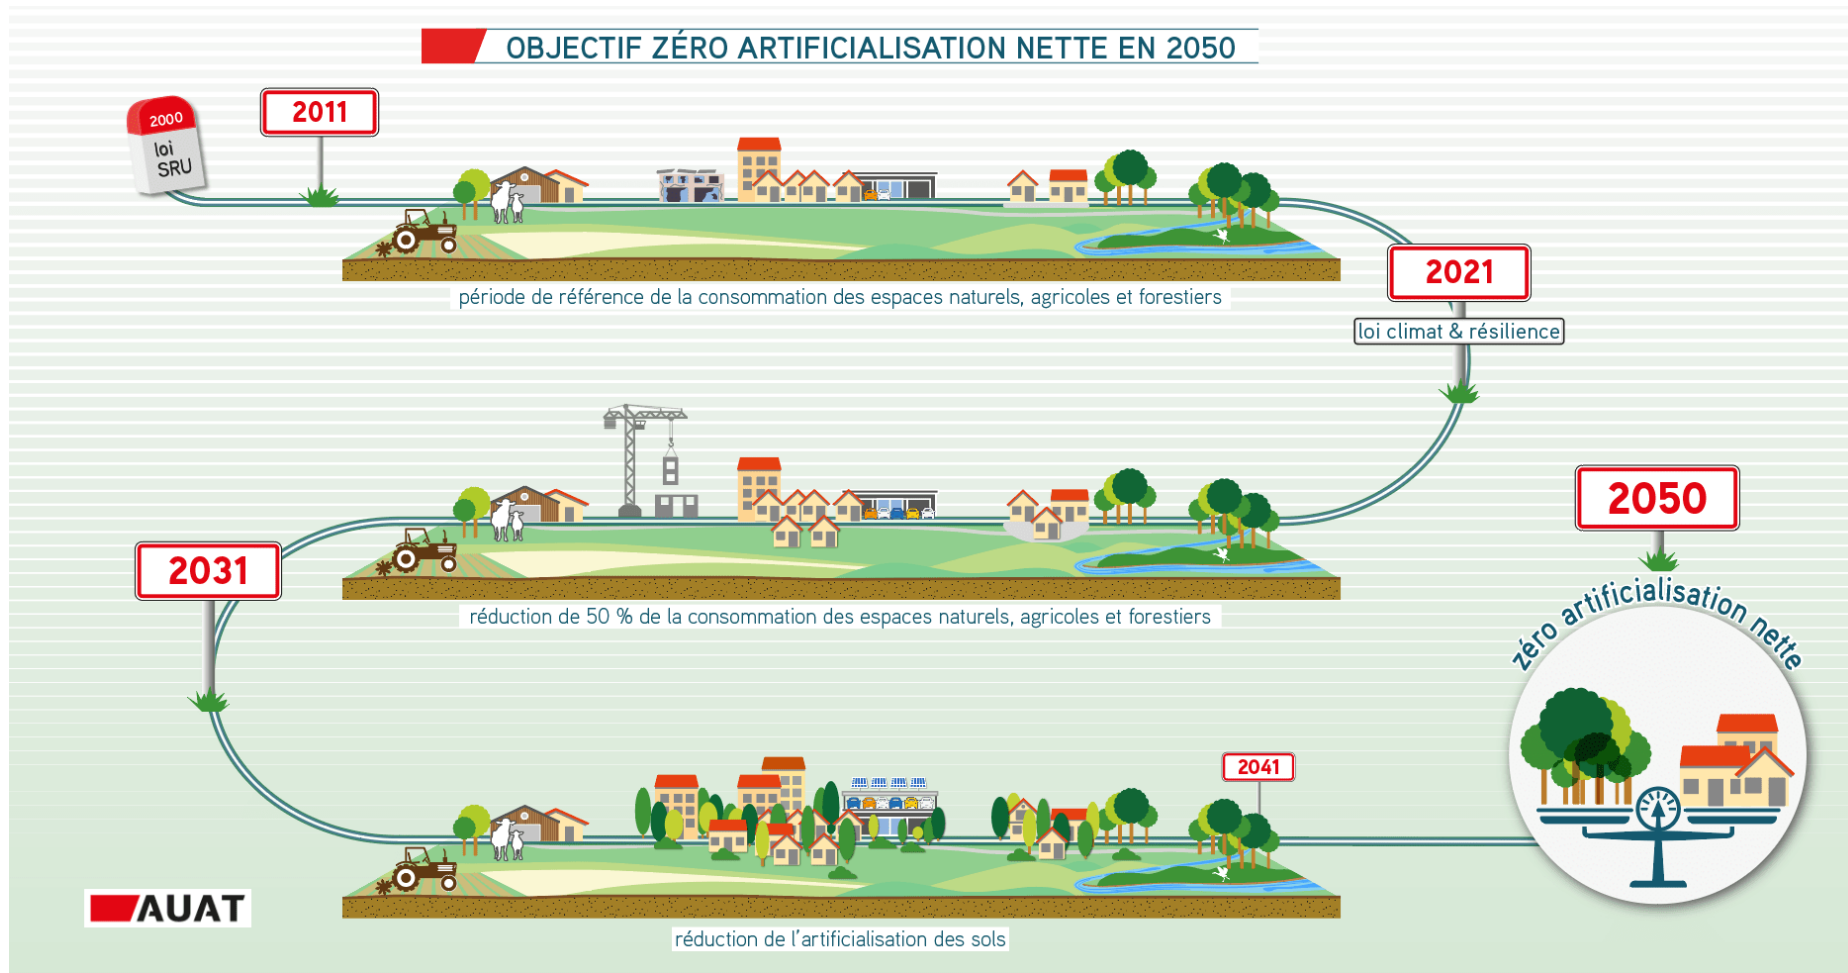 OBJECTIF ZÉRO ARTIFICIALISATION NETTE EN 2050
2000
loi
SRU
2011
période de référence de la consommation des espaces naturels, agricoles et forestiers
2021
loi climat & résilience
réduction de 50 % de la consommation des espaces naturels, agricoles et forestiers
2031
2041
réduction de l'artificialisation des sols
2050
zéro artificialisation nette
AUAT